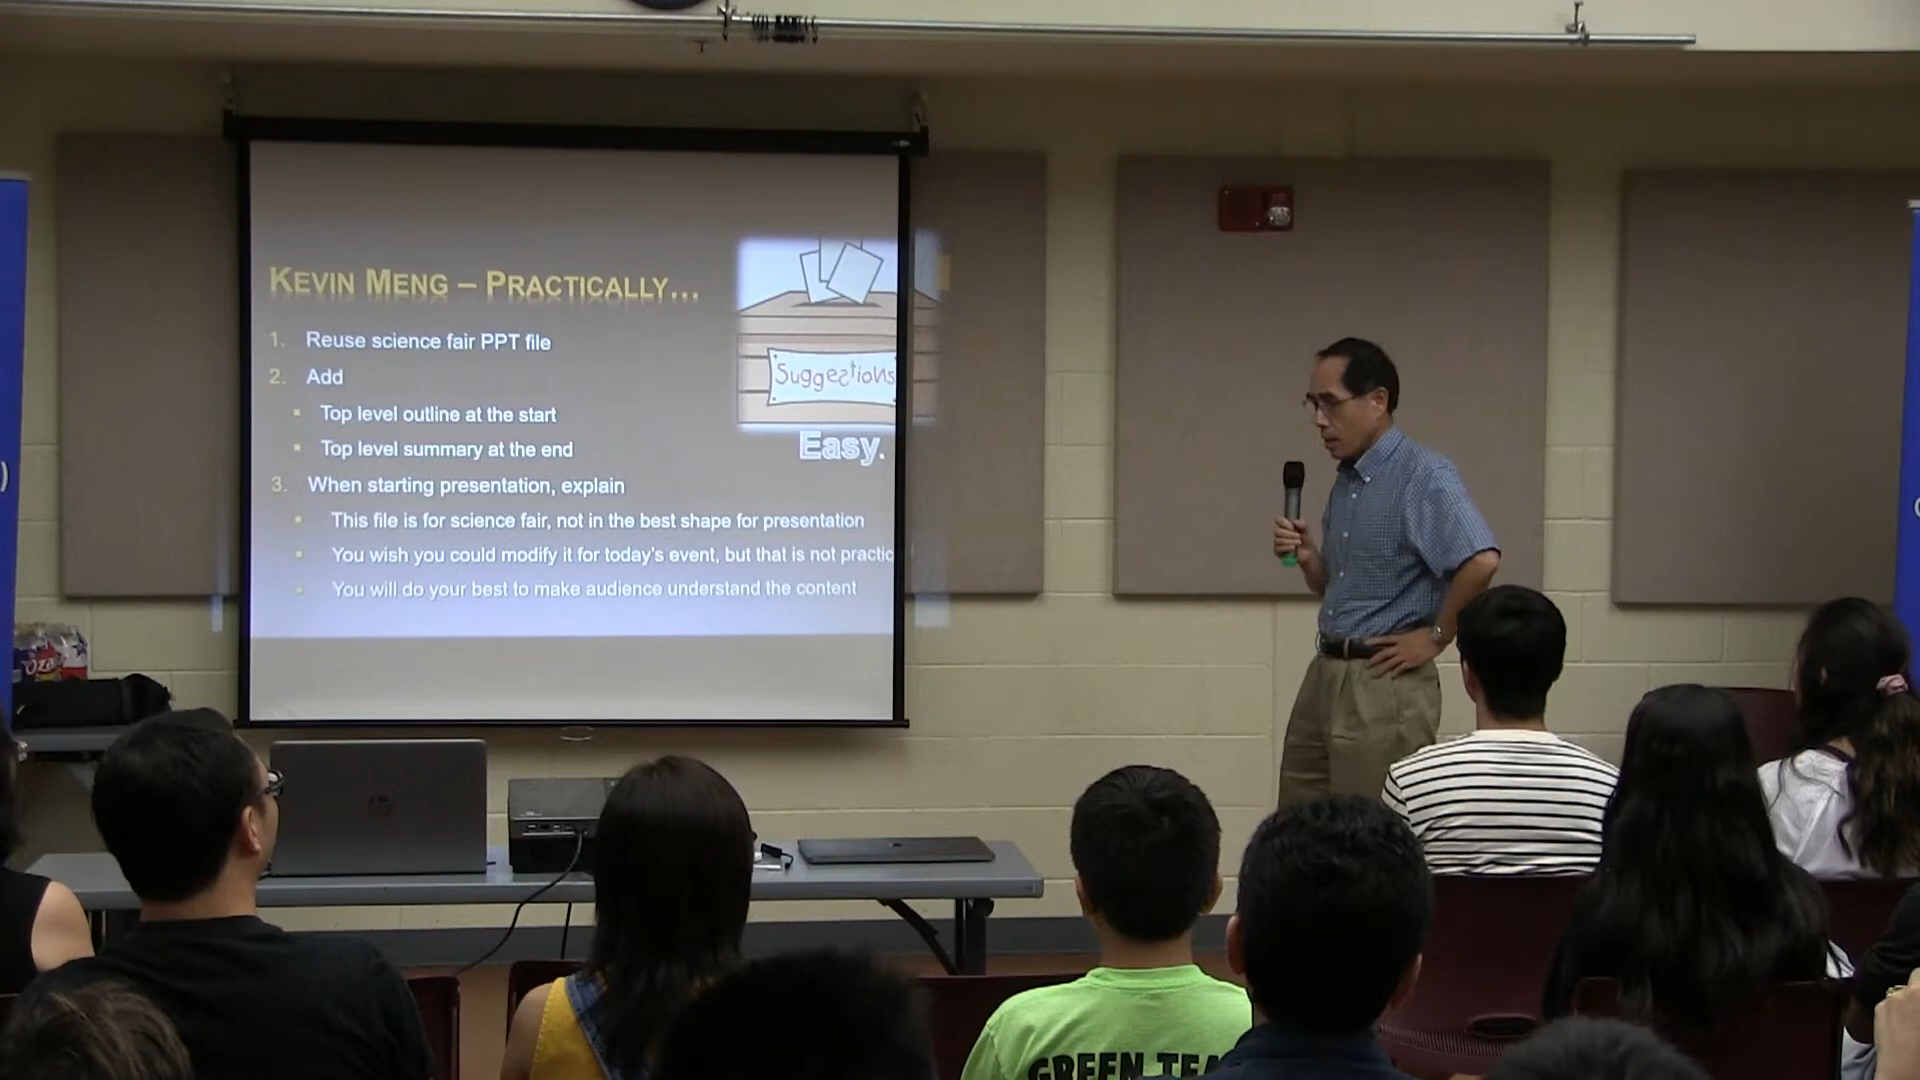 KEVIN MENG – PRACTICALLY...
1. Reuse science fair PPT file
2. Add
▪ Top level outline at the start
▪ Top level summary at the end
3. When starting presentation, explain
▪ This file is for science fair, not in the best shape for presentation
▪ You wish you could modify it for today's event, but that is not practic
▪ You will do your best to make audience understand the content
Suggestions
Easy.
)
GREEN TEA